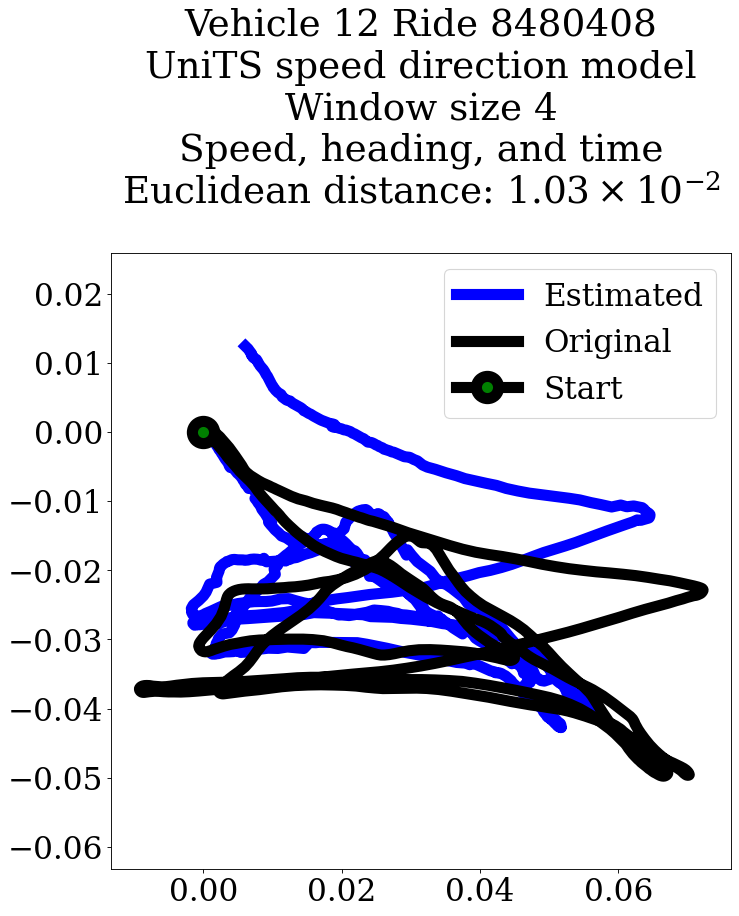 Vehicle 12 Ride 8480408
UniTS speed direction model
Window size 4
Speed, heading, and time
Euclidean distance: 1.03 × 10⁻²
Estimated
Original
Start
0.02
0.01
0.00
−0.01
−0.02
−0.03
−0.04
−0.05
−0.06
0.00 0.02 0.04 0.06